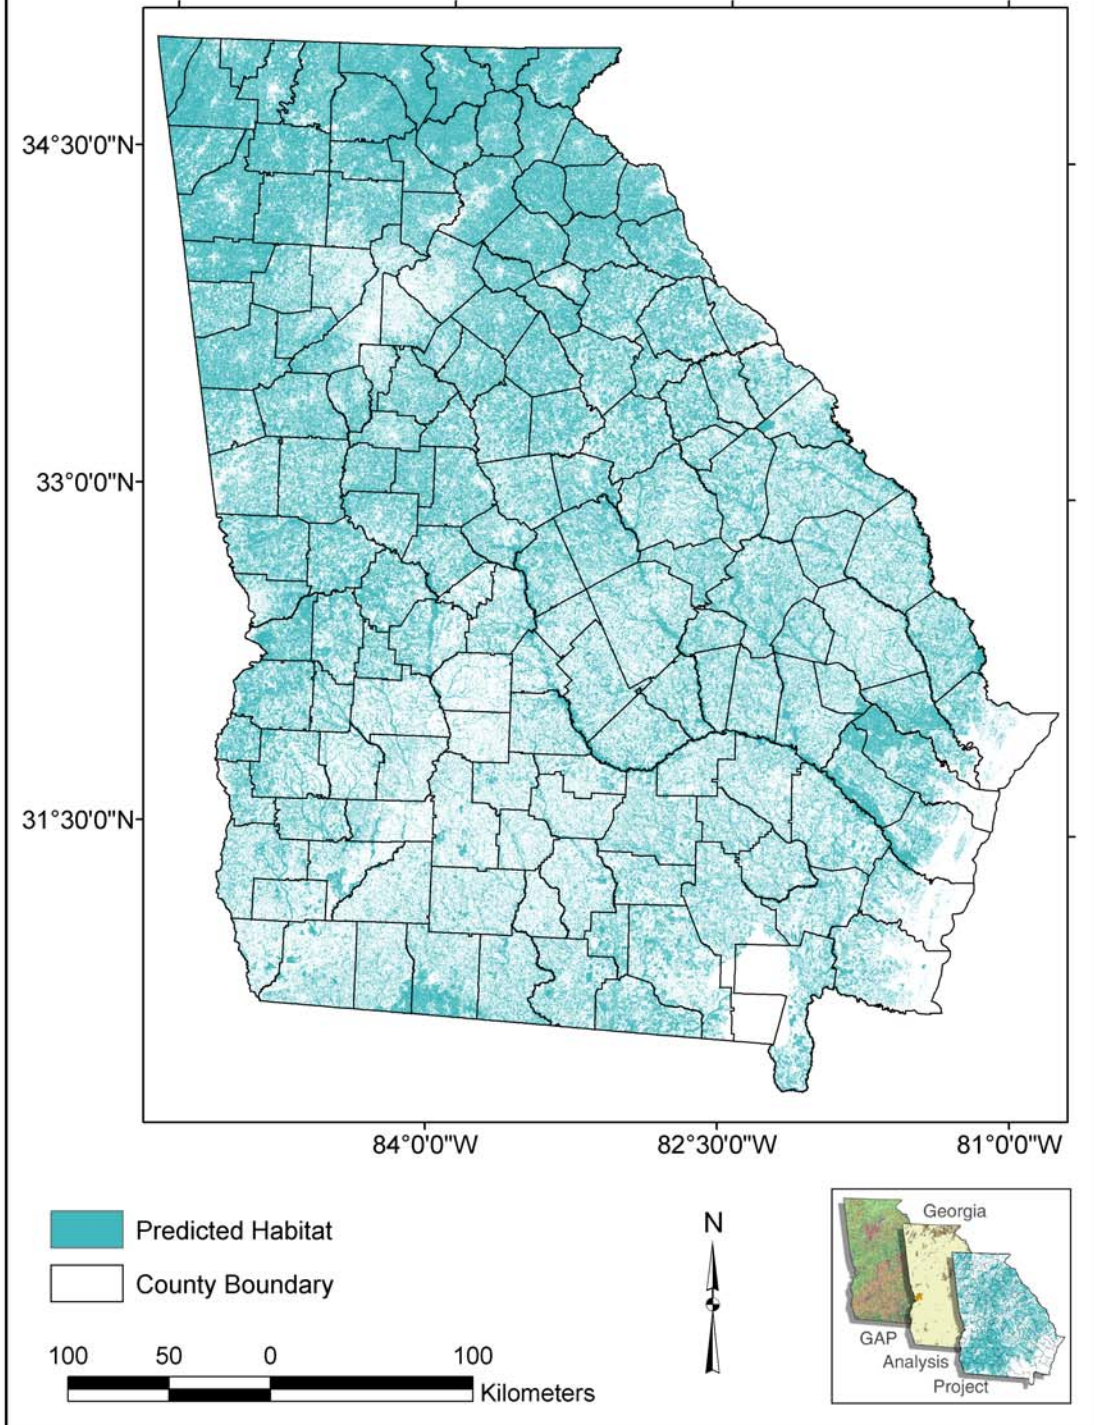 34°30'0"N
33°0'0"N
31°30'0"N
84°0'0"W
82°30'0"W
81°0'0"W
Predicted Habitat
County Boundary
100 50 0 100
Kilometers
N
Georgia
GAP
Analysis
Project